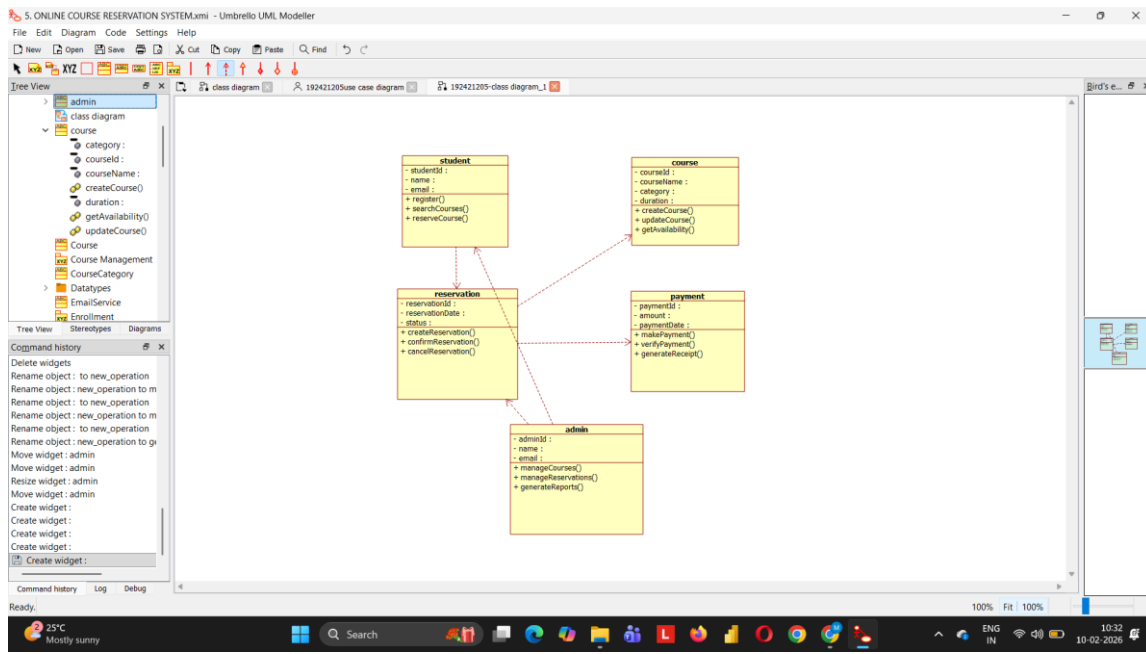 5. ONLINE COURSE RESERVATION SYSTEM.xmi - Umbrello UML Modeller
File Edit Diagram Code Settings Help
New Open Save Cut Copy Paste Find
XYZ
Tree View
class diagram
192421205use case diagram
192421205-class diagram_1
Bird's e...
admin
class diagram
course
category :
courseId :
courseName :
createCourse()
duration :
getAvailability()
updateCourse()
Course
Course Management
CourseCategory
Datatypes
EmailService
Enrollment
Tree View Stereotypes Diagrams
Command history
Delete widgets
Rename object : to new_operation
Rename object : new_operation to m
Rename object : to new_operation
Rename object : new_operation to m
Rename object : to new_operation
Rename object : new_operation to ge
Move widget : admin
Move widget : admin
Resize widget : admin
Move widget : admin
Create widget :
Create widget :
Create widget :
Create widget :
Create widget :
Command history Log Debug
student
- studentId :
- name :
- email :
+ register()
+ searchCourses()
+ reserveCourse()
course
- courseId :
- courseName :
- category :
- duration :
+ createCourse()
+ updateCourse()
+ getAvailability()
reservation
- reservationId :
- reservationDate :
- status :
+ createReservation()
+ confirmReservation()
+ cancelReservation()
payment
- paymentId :
- amount :
- paymentDate :
+ makePayment()
+ verifyPayment()
+ generateReceipt()
admin
- adminId :
- name :
- email :
+ manageCourses()
+ manageReservations()
+ generateReports()
Ready.
100% Fit 100%
2
25°C
Mostly sunny
Search
L
ENG
IN
10:32
10-02-2026